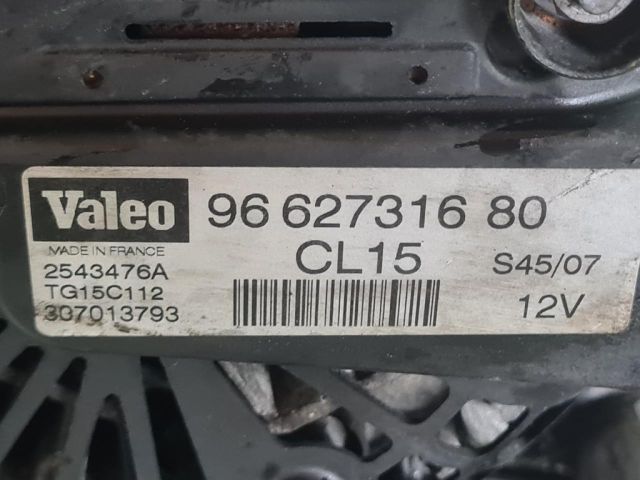 Valeo 96 627316 80
MADE IN FRANCE
2543476A CL15 S45/07
TG15C112
307013793 12V